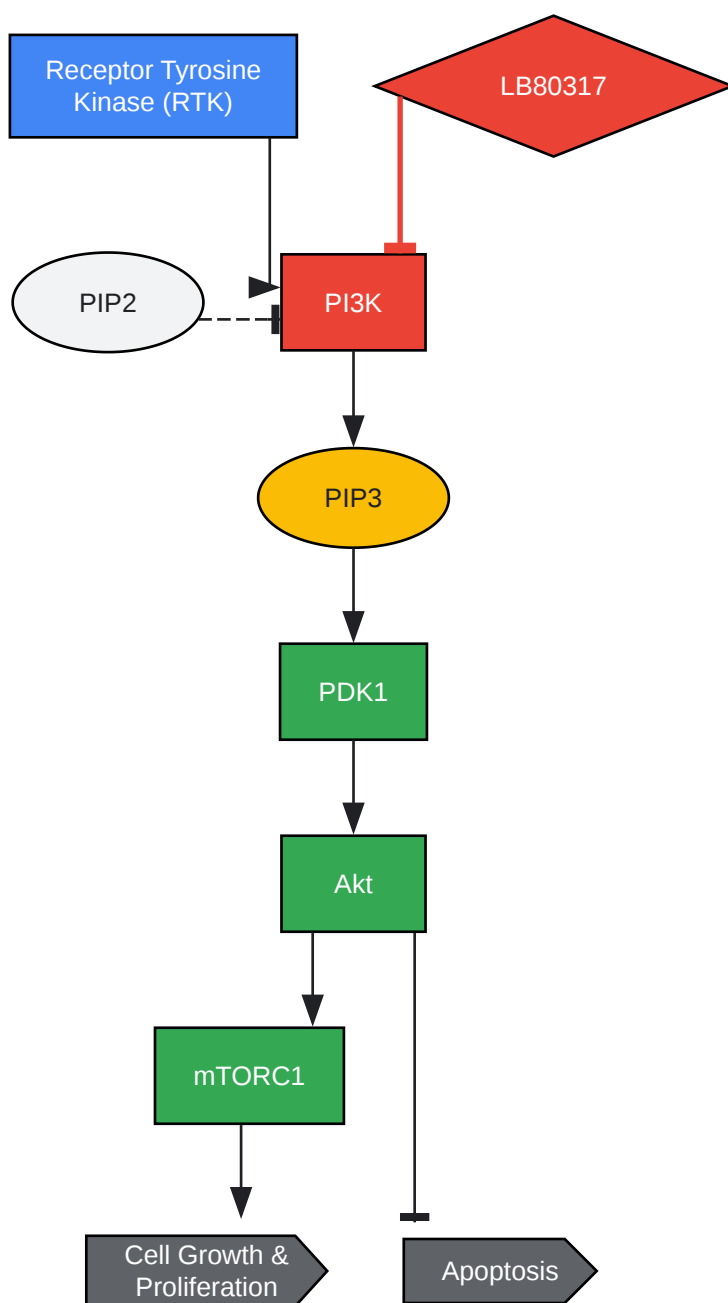 Receptor Tyrosine
Kinase (RTK)
LB80317
PIP2
PI3K
PIP3
PDK1
Akt
mTORC1
Cell Growth &
Proliferation
Apoptosis